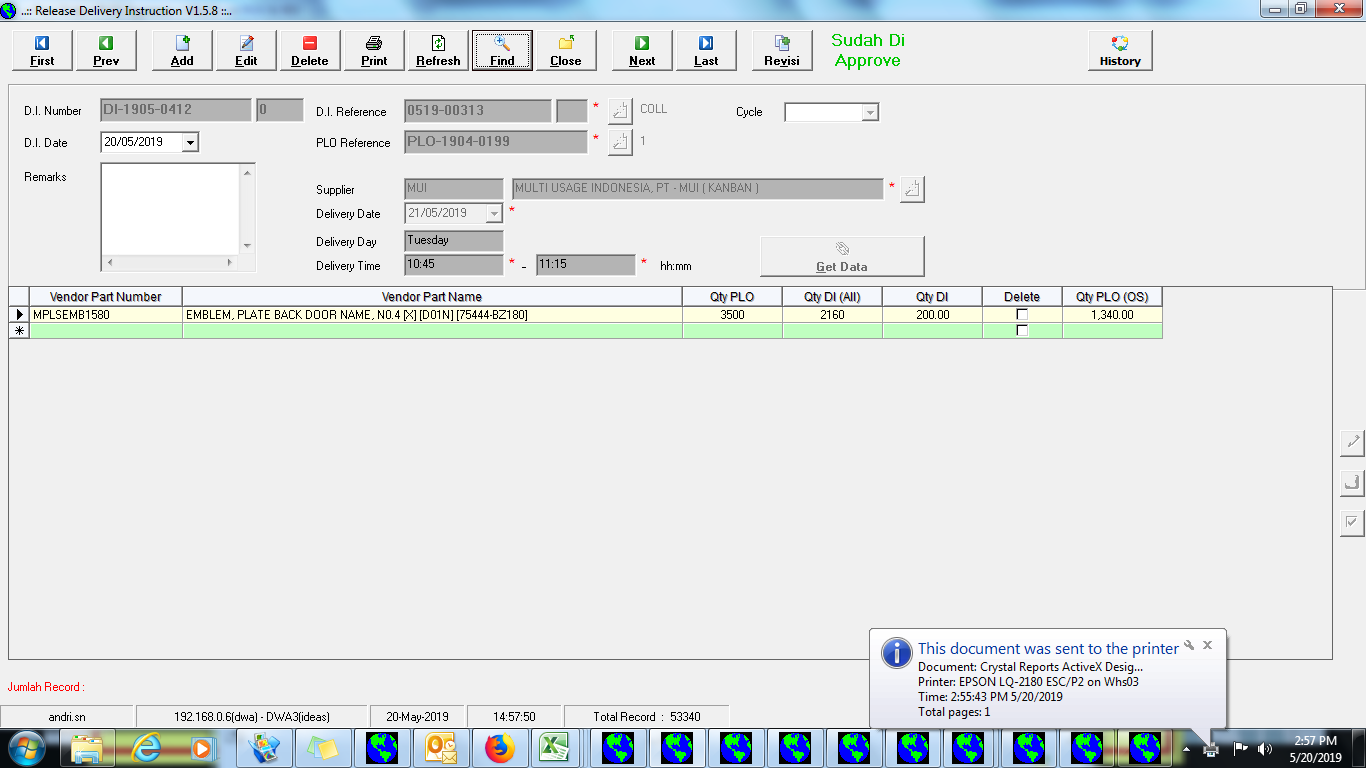 ..:: Release Delivery Instruction V1.5.8 ::..
First Prev Add Edit Delete Print Refresh Find Close Next Last Revisi
Sudah Di
Approve
History
D.I. Number DI-1905-0412 0
D.I. Reference 0519-00313 * COLL
Cycle
D.I. Date 20/05/2019
PLO Reference PLO-1904-0199 * 1
Remarks
Supplier MUI MULTI USAGE INDONESIA, PT - MUI ( KANBAN ) *
Delivery Date 21/05/2019 *
Delivery Day Tuesday
Delivery Time 10:45 * - 11:15 * hh:mm
Get Data
Vendor Part Number Vendor Part Name Qty PLO Qty DI (All) Qty DI Delete Qty PLO (OS)
MPLSEMB1580 EMBLEM, PLATE BACK DOOR NAME, N0.4 [X] [D01N] [75444-BZ180] 3500 2160 200.00 1,340.00
This document was sent to the printer
Document: Crystal Reports ActiveX Desig...
Printer: EPSON LQ-2180 ESC/P2 on Whs03
Time: 2:55:43 PM 5/20/2019
Total pages: 1
Jumlah Record :
andri.sn 192.168.0.6(dwa) - DWA3(ideas) 20-May-2019 14:57:50 Total Record : 53340
2:57 PM
5/20/2019